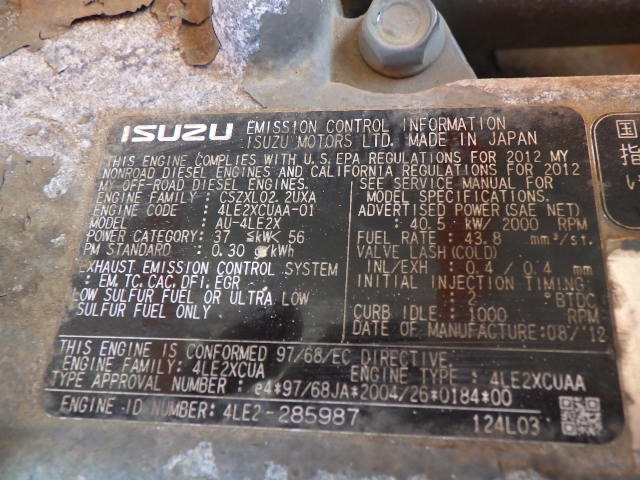 ISUZU EMISSION CONTROL INFORMATION
ISUZU MOTORS LTD. MADE IN JAPAN
THIS ENGINE COMPLIES WITH U.S.EPA REGULATIONS FOR 2012 MY
NONROAD DIESEL ENGINES AND CALIFORNIA REGULATIONS FOR 2012
MY OFF-ROAD DIESEL ENGINES.
ENGINE FAMILY : CSZXL02.2UXA
ENGINE CODE : 4LE2XCUAA-01
MODEL : AU-4LE2X
POWER CATEGORY : 37 ≤kW< 56
PM STANDARD : 0.30 g/kWh
EXHAUST EMISSION CONTROL SYSTEM
: EM, TC, CAC, DFI, EGR
LOW SULFUR FUEL OR ULTRA LOW
SULFUR FUEL ONLY
SEE SERVICE MANUAL FOR
MODEL SPECIFICATIONS.
ADVERTISED POWER(SAE NET)
: 40.5 kW/ 2000 RPM
FUEL RATE : 43.8 mm³/st.
VALVE LASH(COLD)
INL/EXH : 0.4/ 0.4 mm
INITIAL INJECTION TIMING
: 2 °BTDC
CURB IDLE : 1000 RPM
DATE OF MANUFACTURE:08/'12
THIS ENGINE IS CONFORMED 97/68/EC DIRECTIVE.
ENGINE FAMILY: 4LE2XCUA ENGINE TYPE : 4LE2XCUAA
TYPE APPROVAL NUMBER : e4*97/68JA*2004/26*0184*00
ENGINE ID NUMBER: 4LE2-285987 124L03
国
指
い